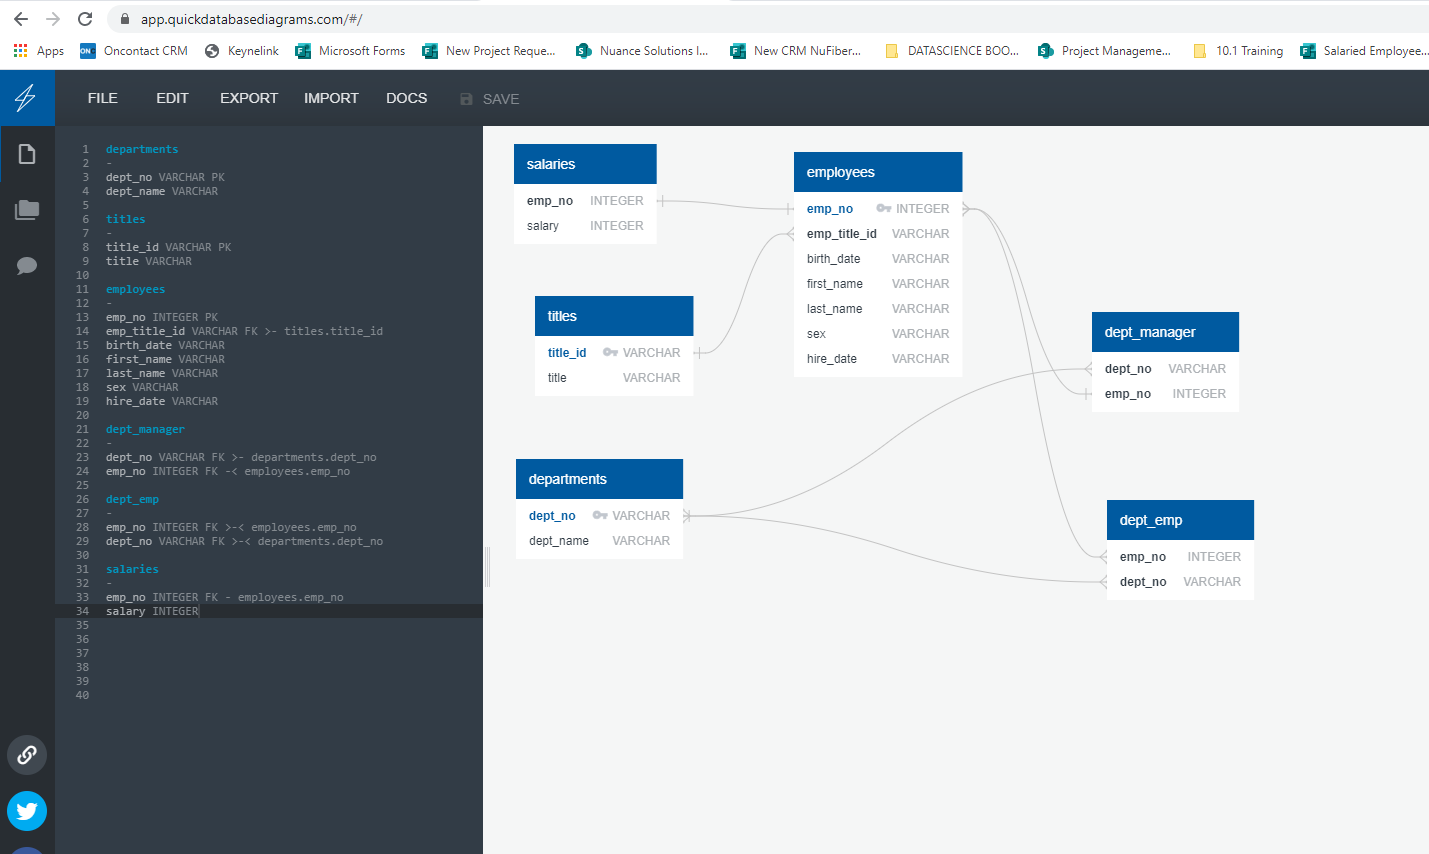 app.quickdatabasediagrams.com/#/
Apps
ON
Oncontact CRM
Keynelink
Microsoft Forms
New Project Reque...
Nuance Solutions I...
New CRM NuFiber...
DATASCIENCE BOO...
Project Manageme...
10.1 Training
Salaried Employee...
FILE
EDIT
EXPORT
IMPORT
DOCS
SAVE
1 departments
2 -
3 dept_no VARCHAR PK
4 dept_name VARCHAR
5
6 titles
7 -
8 title_id VARCHAR PK
9 title VARCHAR
10
11 employees
12 -
13 emp_no INTEGER PK
14 emp_title_id VARCHAR FK >- titles.title_id
15 birth_date VARCHAR
16 first_name VARCHAR
17 last_name VARCHAR
18 sex VARCHAR
19 hire_date VARCHAR
20
21 dept_manager
22 -
23 dept_no VARCHAR FK >- departments.dept_no
24 emp_no INTEGER FK -< employees.emp_no
25
26 dept_emp
27 -
28 emp_no INTEGER FK >-< employees.emp_no
29 dept_no VARCHAR FK >-< departments.dept_no
30
31 salaries
32 -
33 emp_no INTEGER FK - employees.emp_no
34 salary INTEGER
35
36
37
38
39
40
salaries
emp_no INTEGER
salary INTEGER
employees
emp_no INTEGER
emp_title_id VARCHAR
birth_date VARCHAR
first_name VARCHAR
last_name VARCHAR
sex VARCHAR
hire_date VARCHAR
titles
title_id VARCHAR
title VARCHAR
dept_manager
dept_no VARCHAR
emp_no INTEGER
departments
dept_no VARCHAR
dept_name VARCHAR
dept_emp
emp_no INTEGER
dept_no VARCHAR